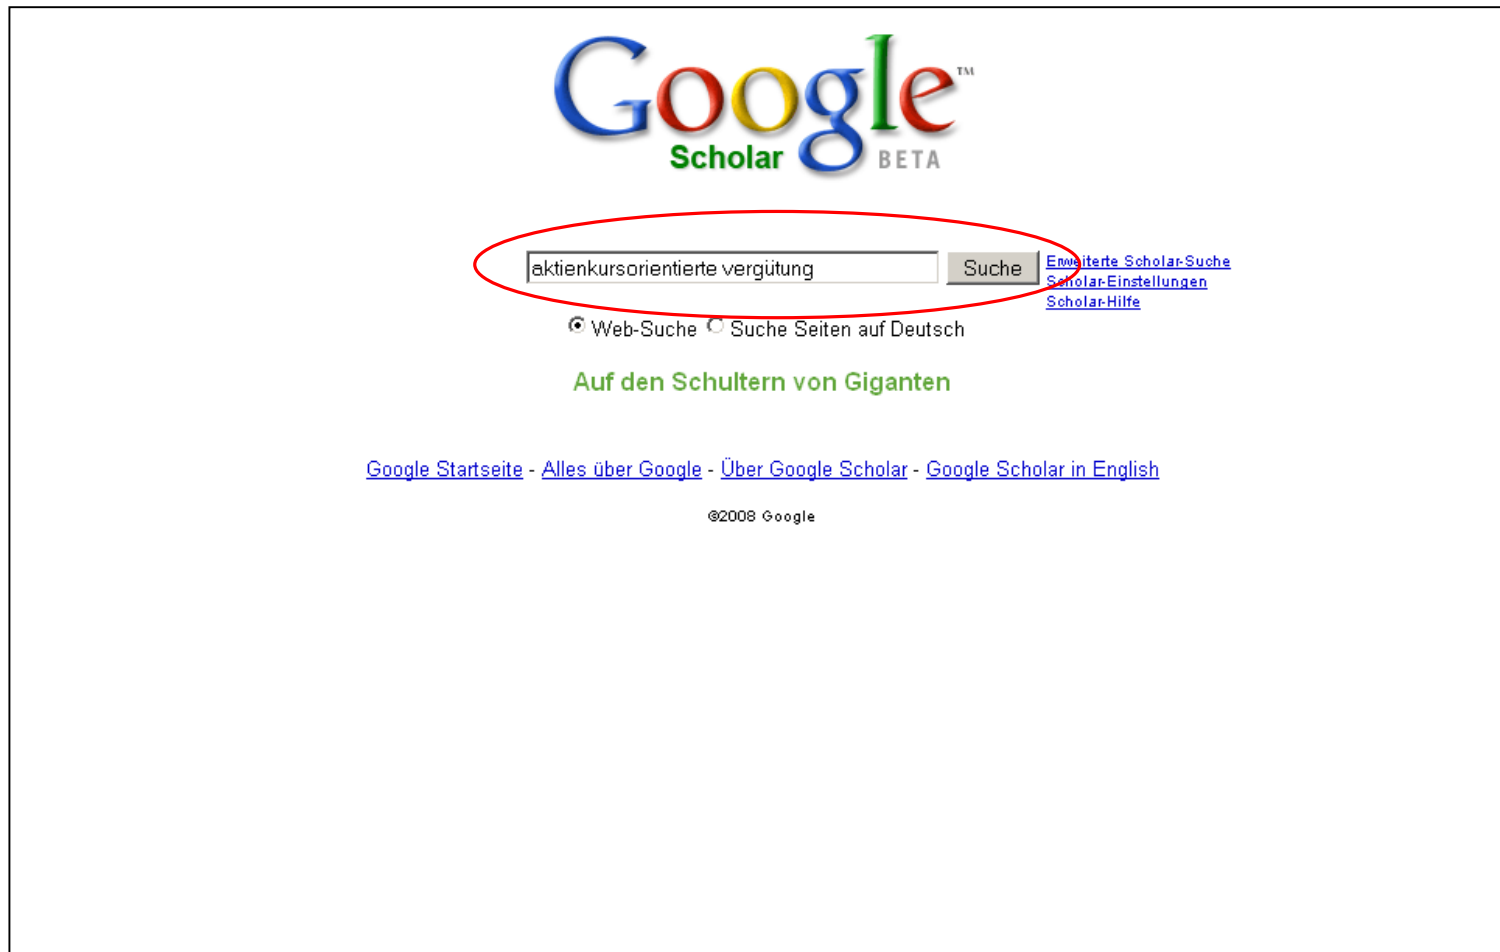 Google™
Scholar BETA
aktienkursorientierte vergütung Suche
Erweiterte Scholar-Suche
Scholar-Einstellungen
Scholar-Hilfe
Web-Suche Suche Seiten auf Deutsch
Auf den Schultern von Giganten
Google Startseite - Alles über Google - Über Google Scholar - Google Scholar in English
©2008 Google